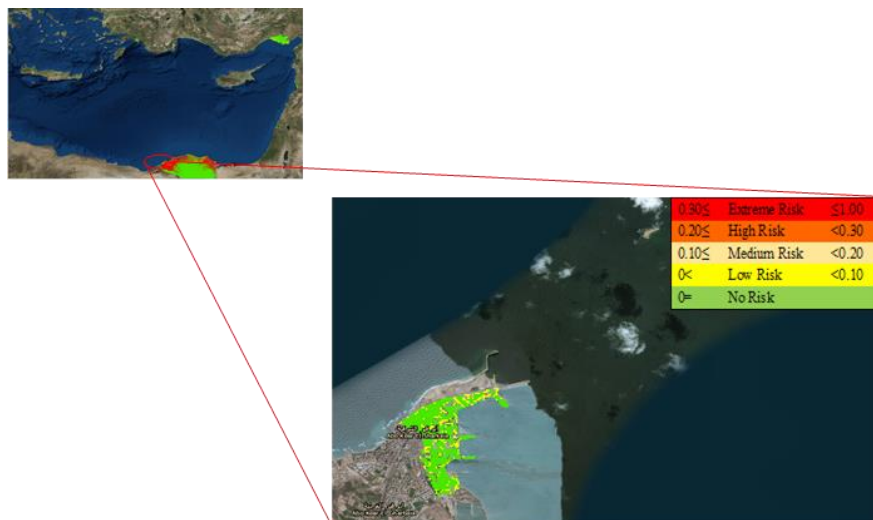 0.30≤ Extreme Risk ≤1.00
0.20≤ High Risk <0.30
0.10≤ Medium Risk <0.20
0< Low Risk <0.10
0= No Risk